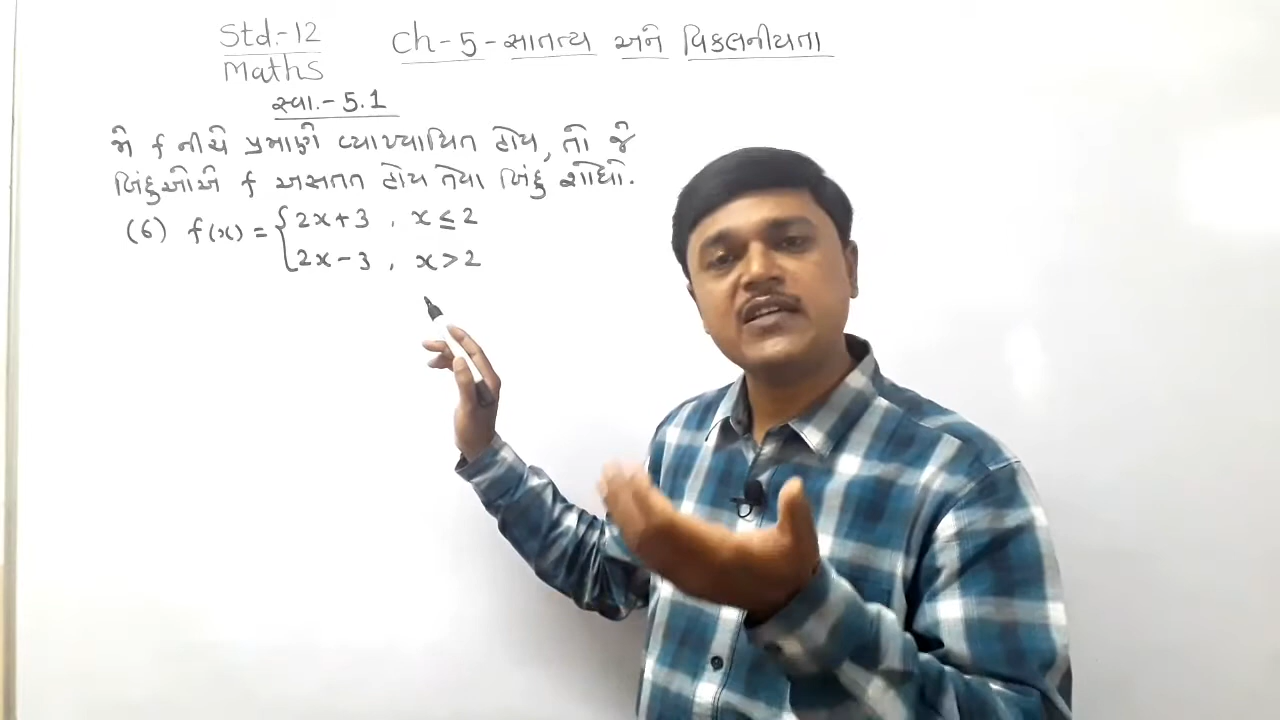 Std.-12
Maths
Ch-5-સાતત્ય અને વિકલનીયતા
સ્વા.-5.1
જો f નીચે પ્રમાણે વ્યાખ્યાયિત હોય, તો જે
બિંદુઓએ f અસતત હોય તેવા બિંદુ શોધો.
(6) f(x) = { 2x+3 , x ≤ 2
2x-3 , x > 2